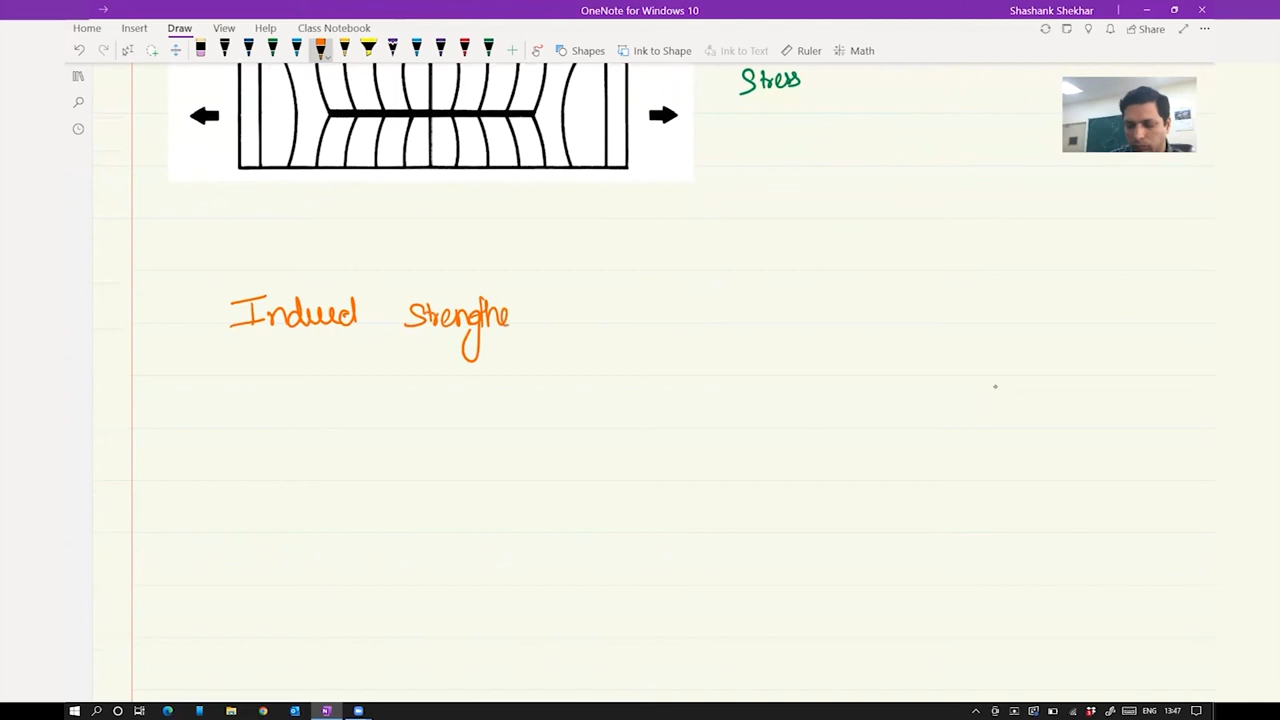 OneNote for Windows 10
Shashank Shekhar
Home Insert Draw View Help Class Notebook
Share
Shapes Ink to Shape Ink to Text Ruler Math
Stress
Induced Strengthe
ENG 13:47